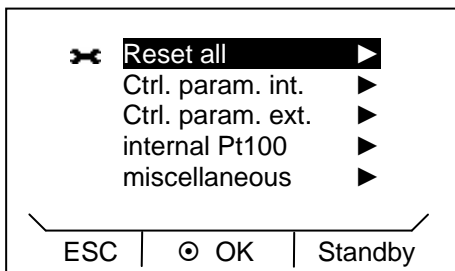 Reset all ►
Ctrl. param. int. ►
Ctrl. param. ext. ►
internal Pt100 ►
miscellaneous ►
ESC ⊙ OK Standby